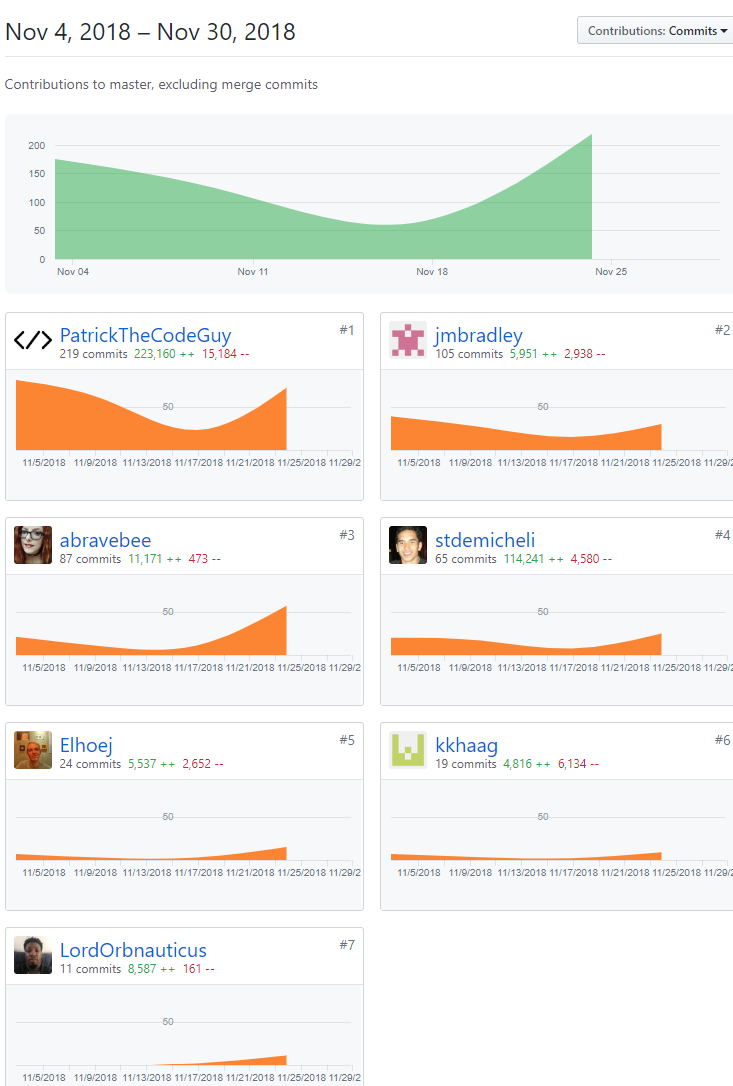 Nov 4, 2018 – Nov 30, 2018
Contributions: Commits
Contributions to master, excluding merge commits
200
150
100
50
0
Nov 04 Nov 11 Nov 18 Nov 25
PatrickTheCodeGuy #1
219 commits 223,160 ++ 15,184 --
50
11/5/2018 11/9/2018 11/13/2018 11/17/2018 11/21/2018 11/25/2018 11/29/2
jmbradley #2
105 commits 5,951 ++ 2,938 --
50
11/5/2018 11/9/2018 11/13/2018 11/17/2018 11/21/2018 11/25/2018 11/29/2
abravebee #3
87 commits 11,171 ++ 473 --
50
11/5/2018 11/9/2018 11/13/2018 11/17/2018 11/21/2018 11/25/2018 11/29/2
stdemicheli #4
65 commits 114,241 ++ 4,580 --
50
11/5/2018 11/9/2018 11/13/2018 11/17/2018 11/21/2018 11/25/2018 11/29/2
Elhoej #5
24 commits 5,537 ++ 2,652 --
50
11/5/2018 11/9/2018 11/13/2018 11/17/2018 11/21/2018 11/25/2018 11/29/2
kkhaag #6
19 commits 4,816 ++ 6,134 --
50
11/5/2018 11/9/2018 11/13/2018 11/17/2018 11/21/2018 11/25/2018 11/29/2
LordOrbnauticus #7
11 commits 8,587 ++ 161 --
50
11/5/2018 11/9/2018 11/13/2018 11/17/2018 11/21/2018 11/25/2018 11/29/2